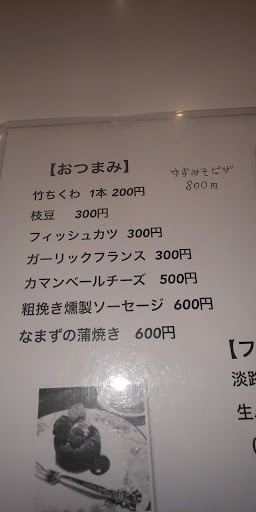 【おつまみ】
ゆずみそピザ
800円
竹ちくわ 1本 200円
枝豆 300円
フィッシュカツ 300円
ガーリックフランス 300円
カマンベールチーズ 500円
粗挽き燻製ソーセージ 600円
なまずの蒲焼き 600円
【フ
淡路
生
（